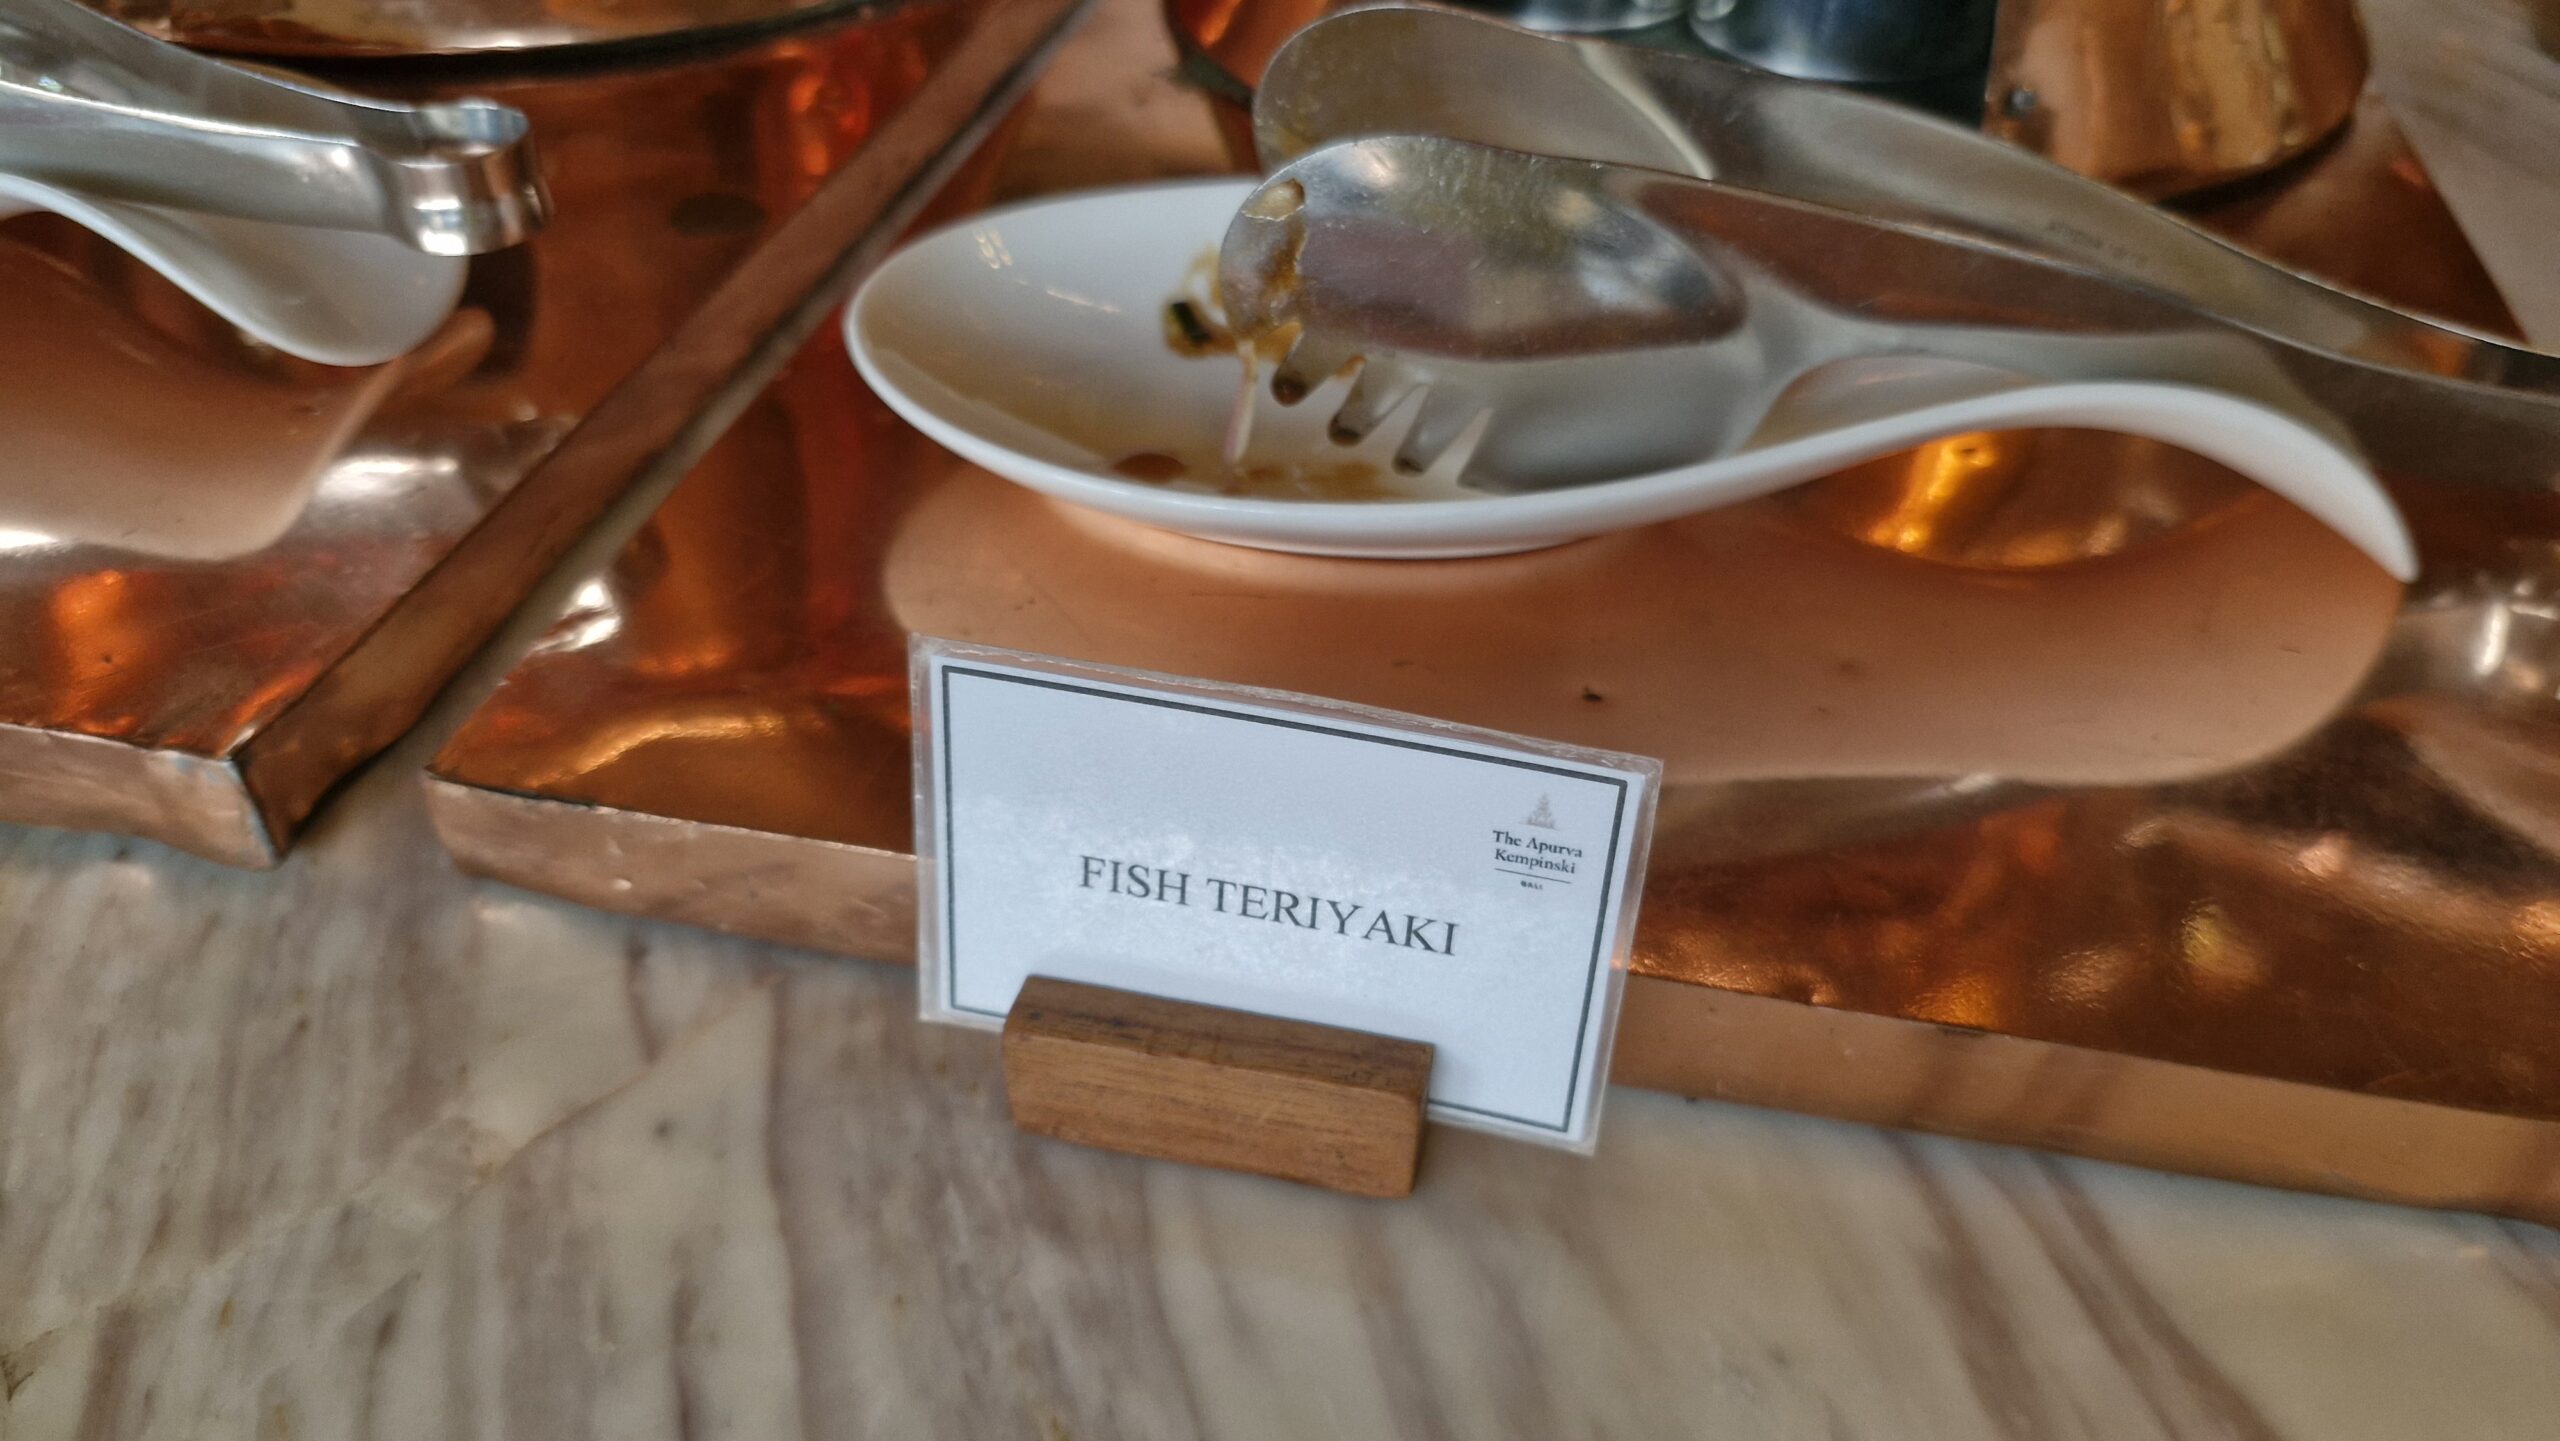 The Apurva
Kempinski
BALI
FISH TERIYAKI